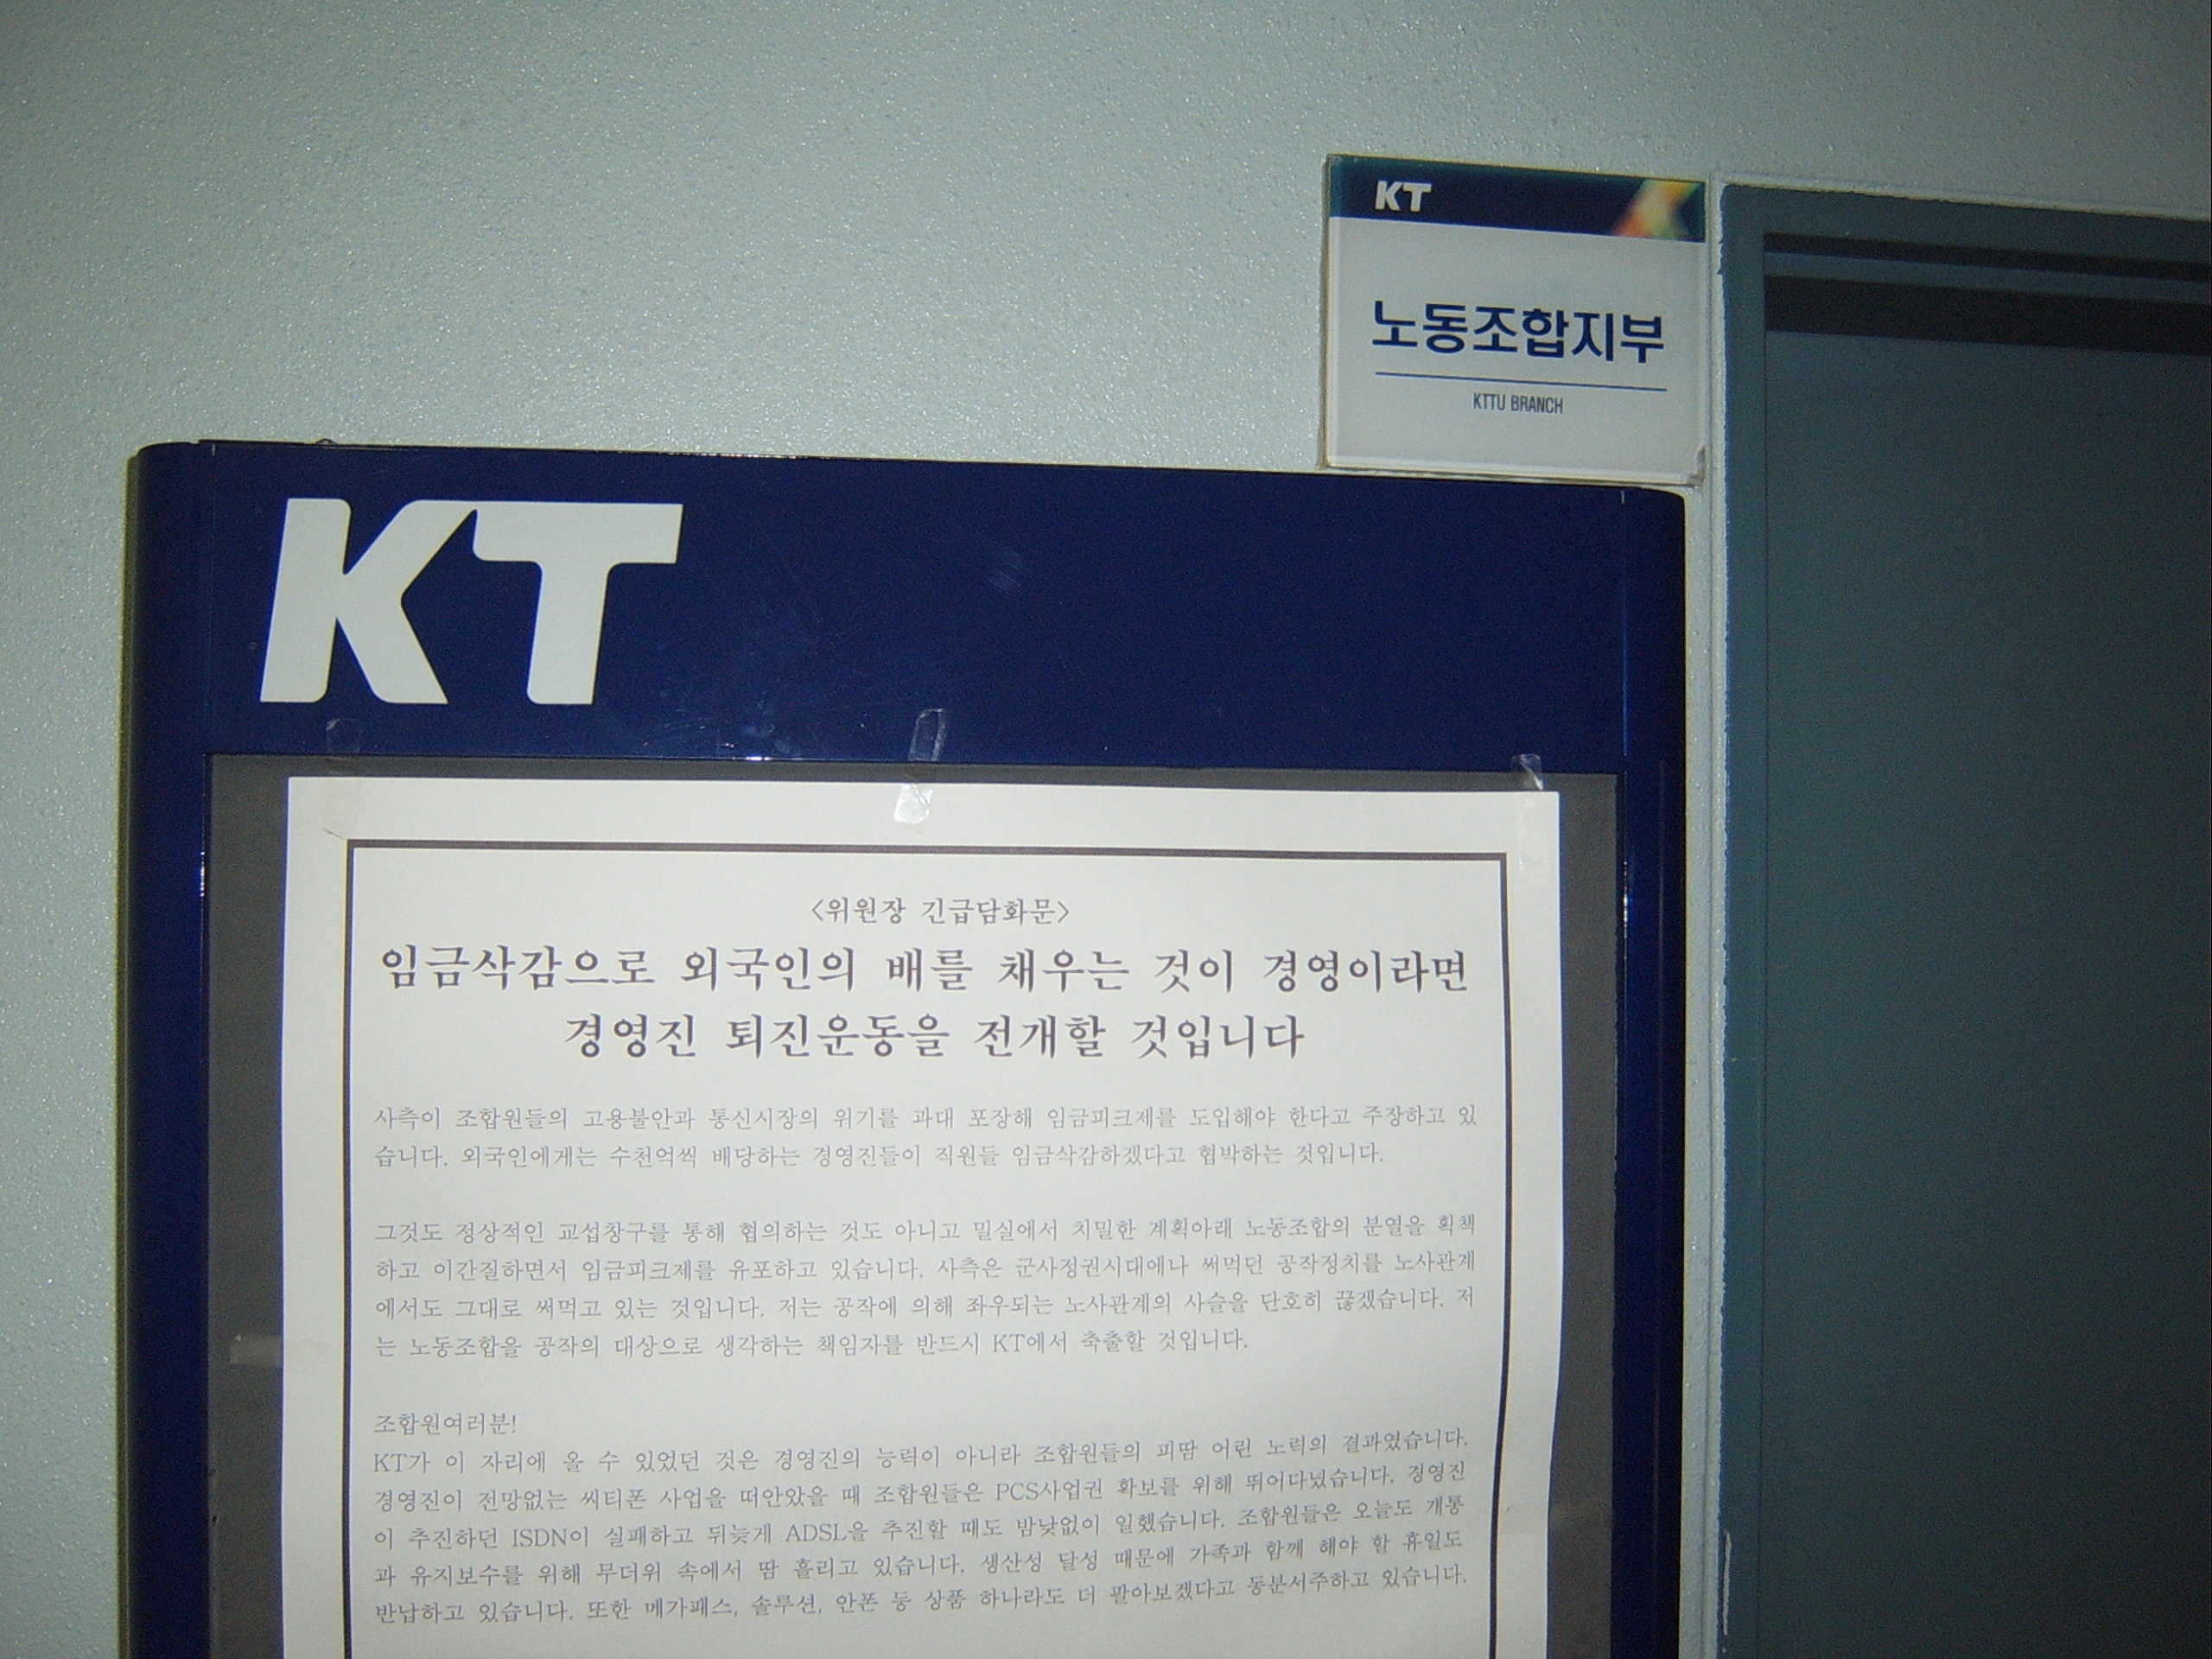 KT
노동조합지부
KTTU BRANCH
KT
<위원장 긴급담화문>
임금삭감으로 외국인의 배를 채우는 것이 경영이라면
경영진 퇴진운동을 전개할 것입니다
사측이 조합원들의 고용불안과 통신시장의 위기를 과대 포장해 임금피크제를 도입해야 한다고 주장하고 있
습니다. 외국인에게는 수천억씩 배당하는 경영진들이 직원들 임금삭감하겠다고 협박하는 것입니다.
그것도 정상적인 교섭창구를 통해 협의하는 것도 아니고 밀실에서 치밀한 계획아래 노동조합의 분열을 획책
하고 이간질하면서 임금피크제를 유포하고 있습니다. 사측은 군사정권시대에나 써먹던 공작정치를 노사관계
에서도 그대로 써먹고 있는 것입니다. 저는 공작에 의해 좌우되는 노사관계의 사슬을 단호히 끊겠습니다. 저
는 노동조합을 공작의 대상으로 생각하는 책임자를 반드시 KT에서 축출할 것입니다.
조합원여러분!
KT가 이 자리에 올 수 있었던 것은 경영진의 능력이 아니라 조합원들의 피땀 어린 노력의 결과였습니다.
경영진이 전망없는 씨티폰 사업을 떠안았을 때 조합원들은 PCS사업권 확보를 위해 뛰어다녔습니다. 경영진
이 추진하던 ISDN이 실패하고 뒤늦게 ADSL을 추진할 때도 밤낮없이 일했습니다. 조합원들은 오늘도 개통
과 유지보수를 위해 무더위 속에서 땀 흘리고 있습니다. 생산성 달성 때문에 가족과 함께 해야 할 휴일도
반납하고 있습니다. 또한 메가패스, 솔루션, 안폰 등 상품 하나라도 더 팔아보겠다고 동분서주하고 있습니다.